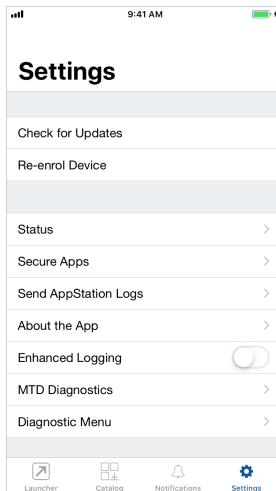 9:41 AM
Settings
Check for Updates
Re-enrol Device
Status
Secure Apps
Send AppStation Logs
About the App
Enhanced Logging
MTD Diagnostics
Diagnostic Menu
Launcher Catalog Notifications Settings